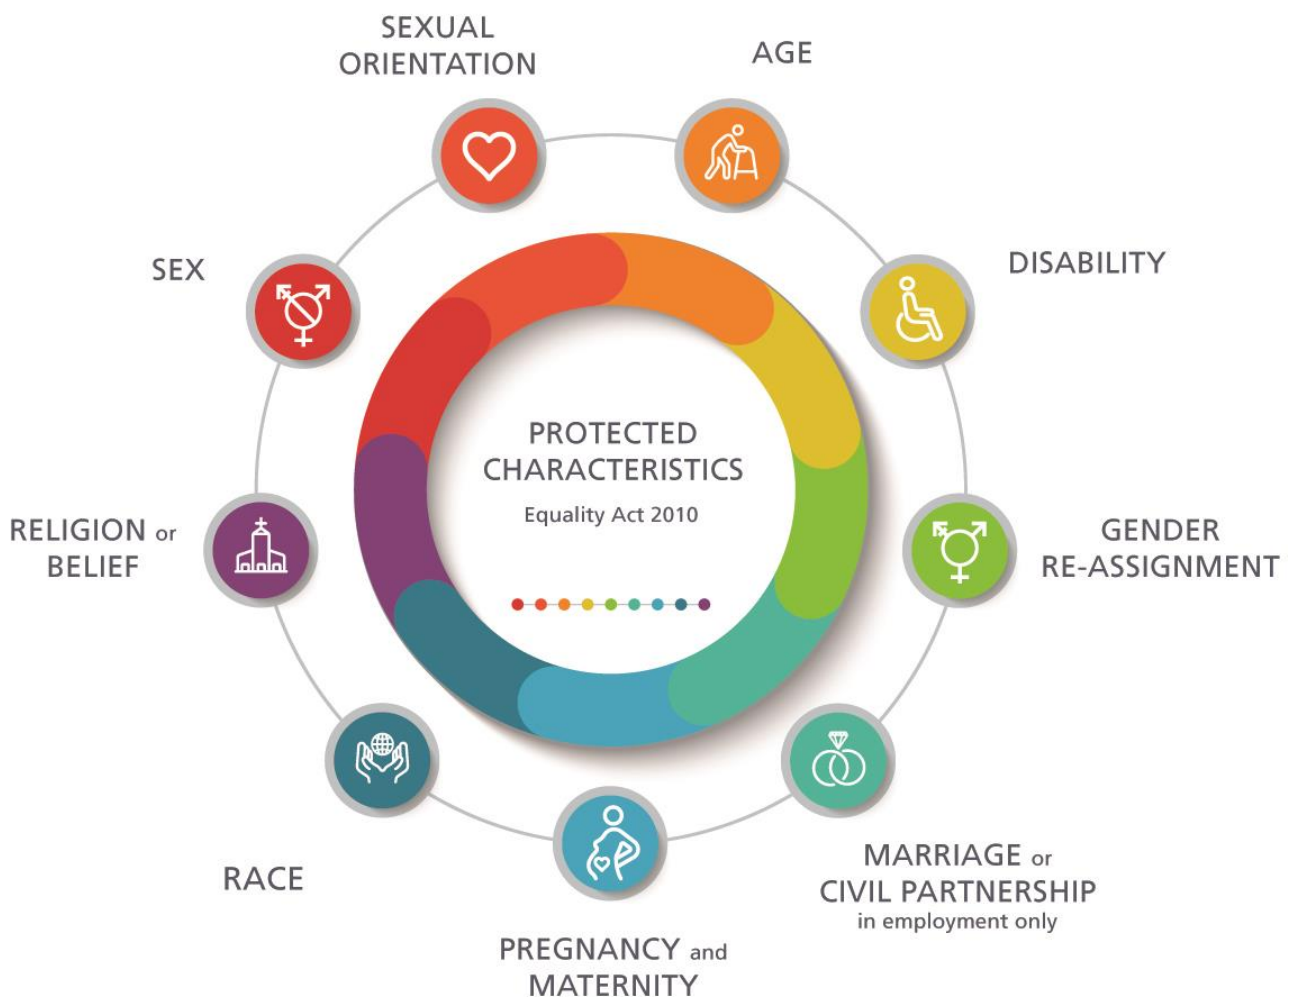 SEXUAL
ORIENTATION
AGE
SEX
DISABILITY
PROTECTED
CHARACTERISTICS
Equality Act 2010
RELIGION or
BELIEF
GENDER
RE-ASSIGNMENT
RACE
MARRIAGE or
CIVIL PARTNERSHIP
in employment only
PREGNANCY and
MATERNITY